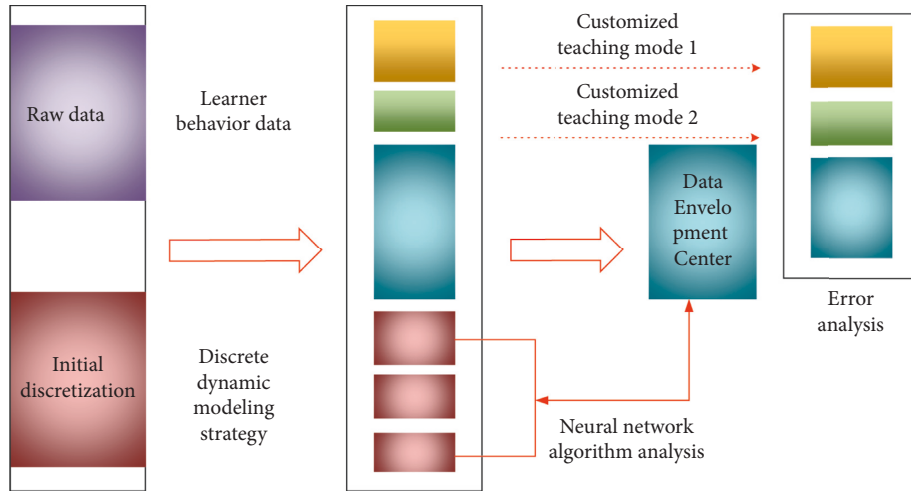 Raw data
Initial
discretization
Learner
behavior data
Discrete
dynamic
modeling
strategy
Customized
teaching mode 1
Customized
teaching mode 2
Data
Envelo
pment
Center
Neural network
algorithm analysis
Error
analysis